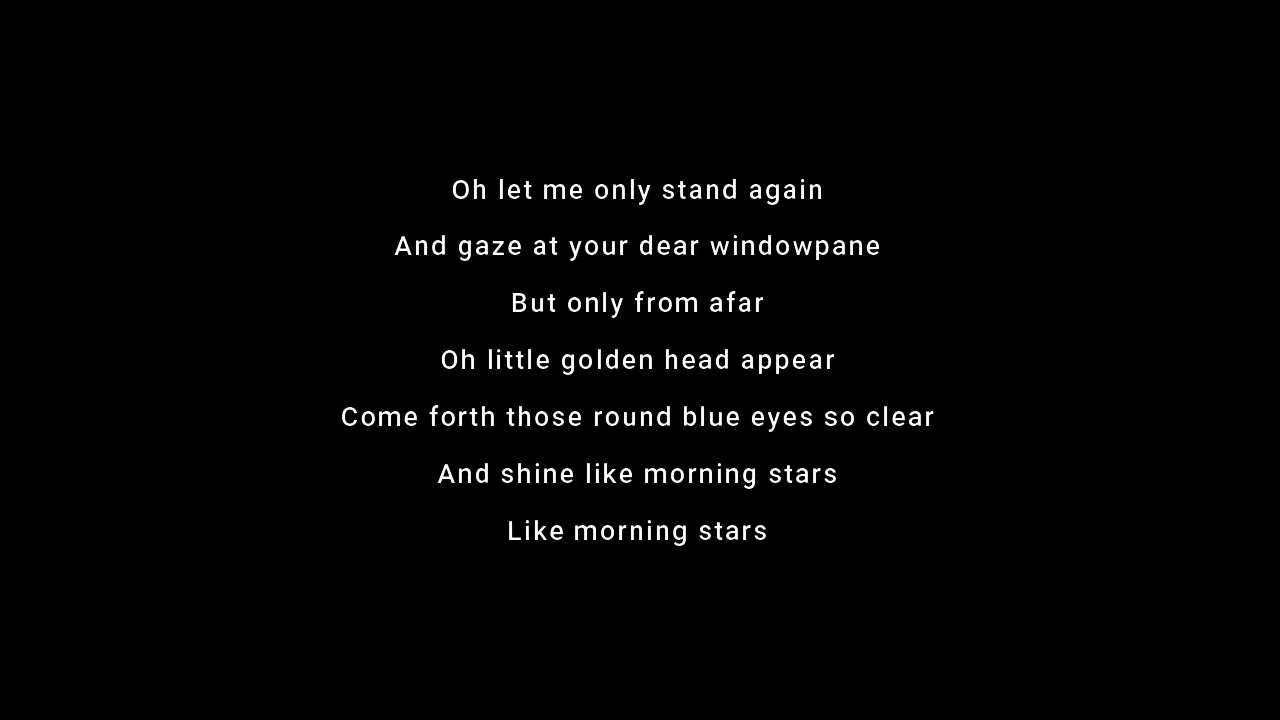 Oh let me only stand again
And gaze at your dear windowpane
But only from afar
Oh little golden head appear
Come forth those round blue eyes so clear
And shine like morning stars
Like morning stars